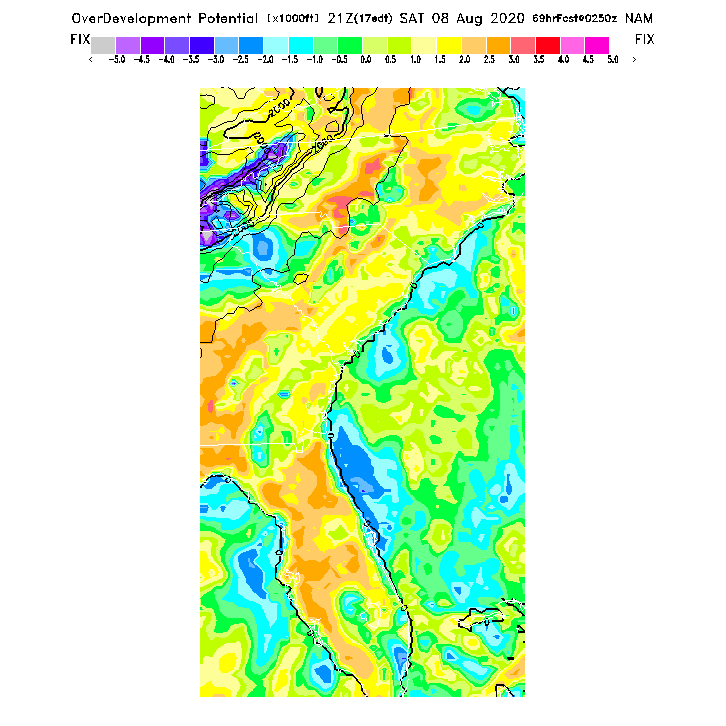 OverDevelopment Potential [x1000ft] 21Z(17edt) SAT 08 Aug 2020 69hrFcst@0250z NAM
FIX FIX
< -5.0 -4.5 -4.0 -3.5 -3.0 -2.5 -2.0 -1.5 -1.0 -0.5 0.0 0.5 1.0 1.5 2.0 2.5 3.0 3.5 4.0 4.5 5.0 >
2000
2000